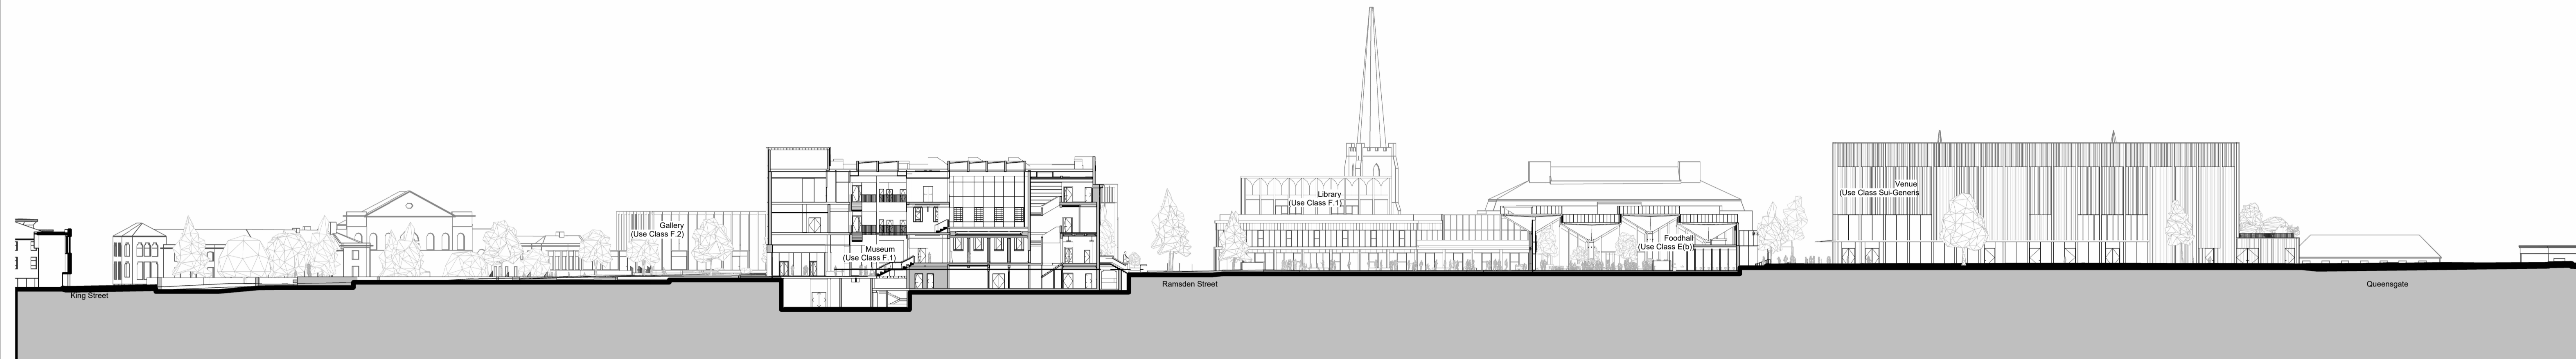 King Street
Gallery
(Use Class F.2)
Museum
(Use Class F.1)
Ramsden Street
Library
(Use Class F.1)
Foodhall
(Use Class E(b))
Venue
(Use Class Sui-Generis
Queensgate